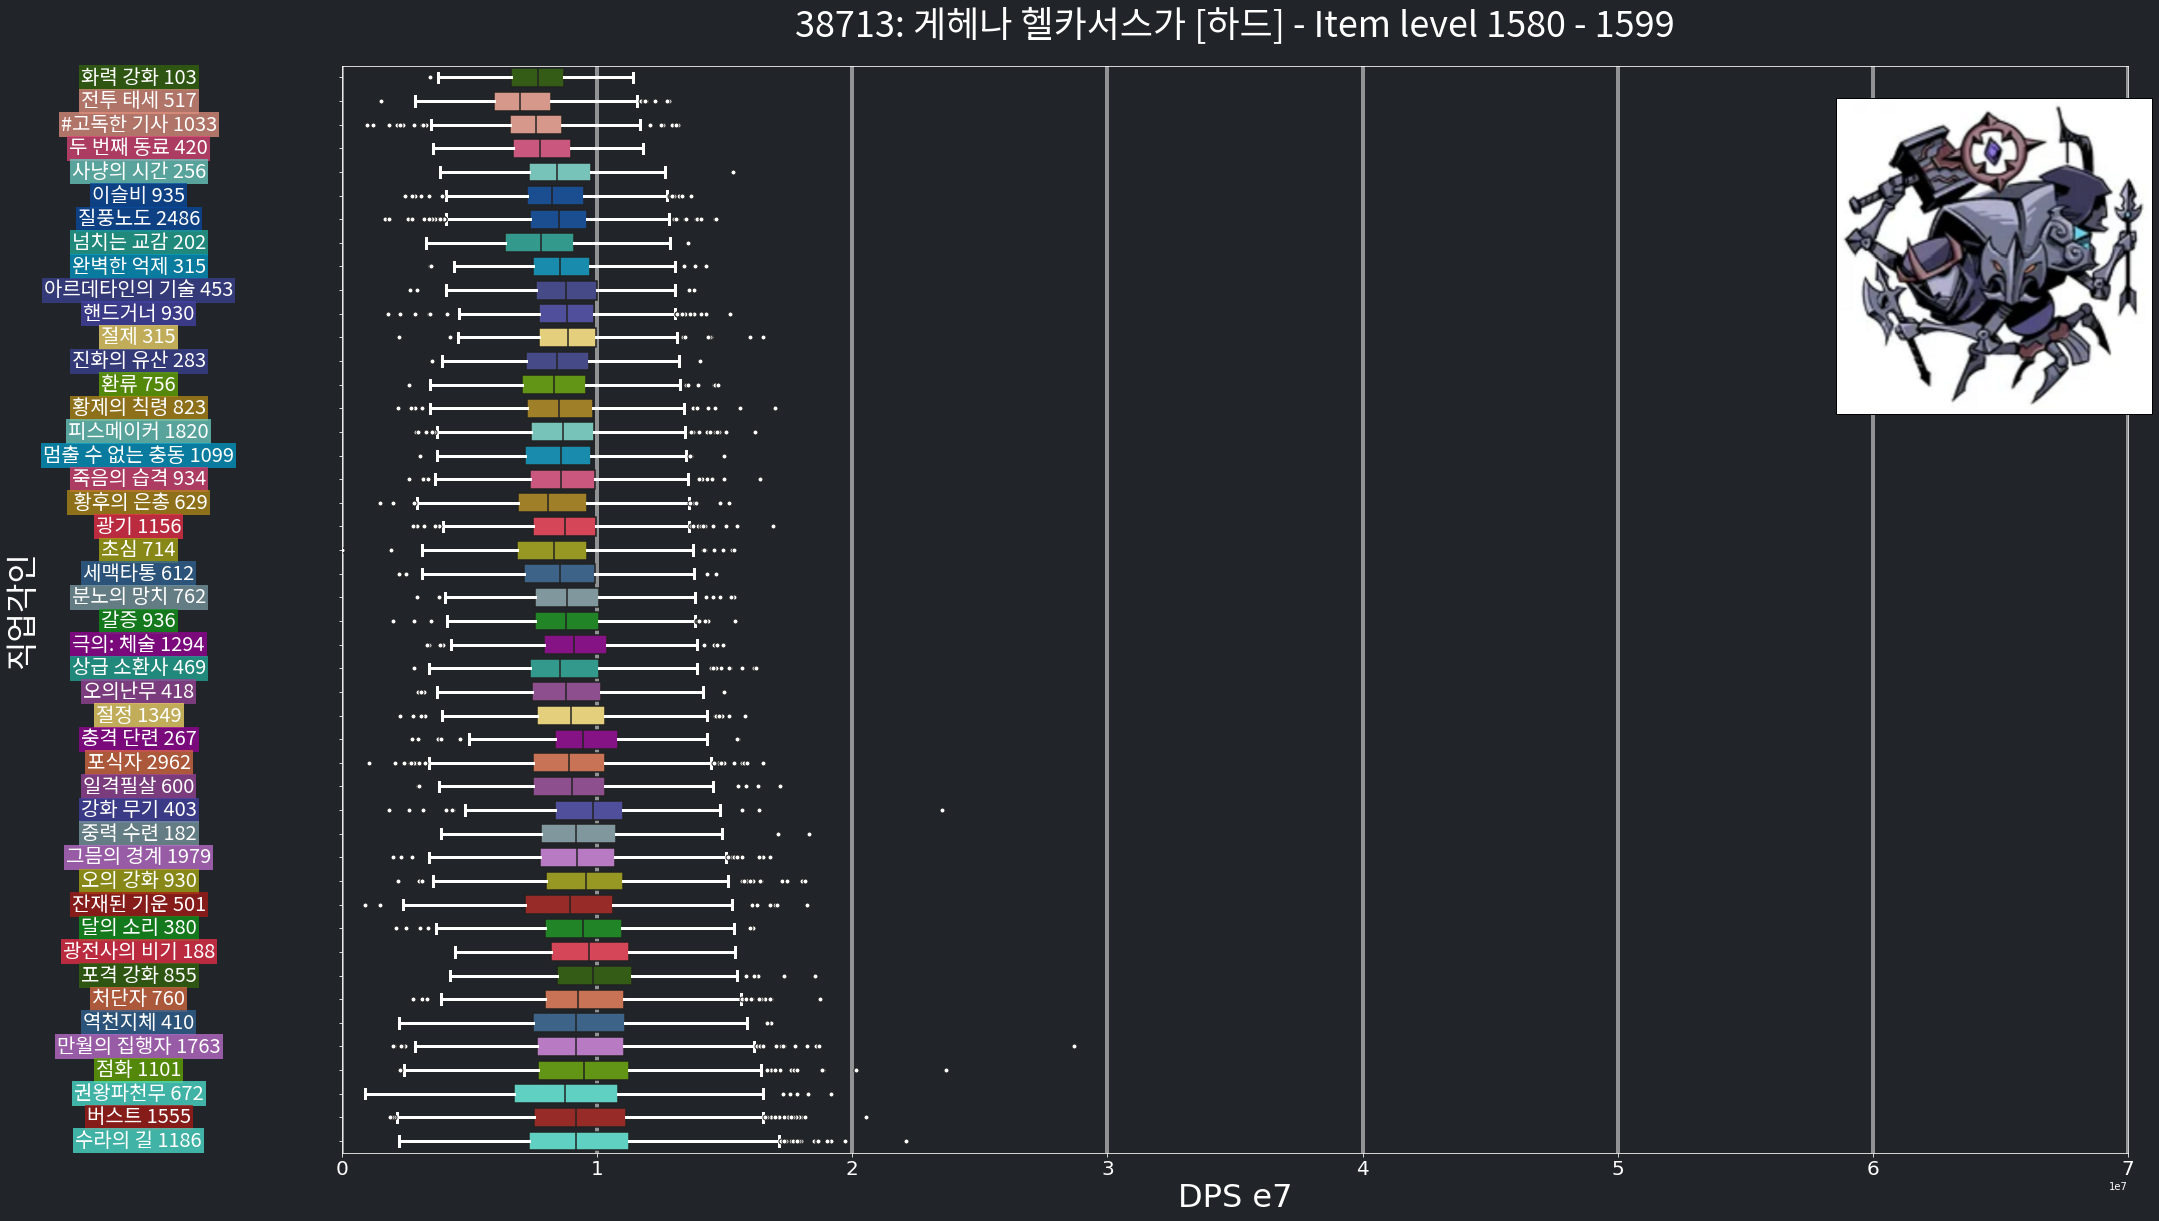 38713: 게헤나 헬카서스가 [하드] - Item level 1580 - 1599
직업각인
화력 강화 103
전투 태세 517
#고독한 기사 1033
두 번째 동료 420
사냥의 시간 256
이슬비 935
질풍노도 2486
넘치는 교감 202
완벽한 억제 315
아르데타인의 기술 453
핸드거너 930
절제 315
진화의 유산 283
환류 756
황제의 칙령 823
피스메이커 1820
멈출 수 없는 충동 1099
죽음의 습격 934
황후의 은총 629
광기 1156
초심 714
세맥타통 612
분노의 망치 762
갈증 936
극의: 체술 1294
상급 소환사 469
오의난무 418
절정 1349
충격 단련 267
포식자 2962
일격필살 600
강화 무기 403
중력 수련 182
그믐의 경계 1979
오의 강화 930
잔재된 기운 501
달의 소리 380
광전사의 비기 188
포격 강화 855
처단자 760
역천지체 410
만월의 집행자 1763
점화 1101
권왕파천무 672
버스트 1555
수라의 길 1186
0 1 2 3 4 5 6 7
1e7
DPS e7